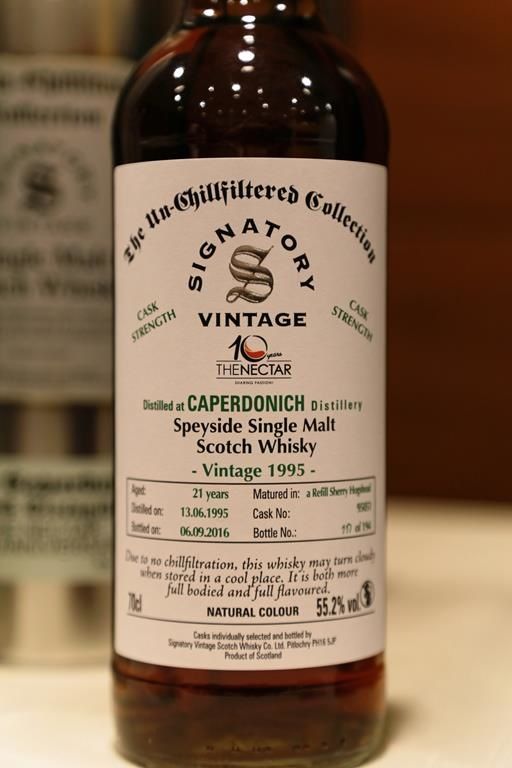 The Un-Chillfiltered Collection
SIGNATORY
S
VINTAGE
CASK STRENGTH
CASK STRENGTH
10 years
THENECTAR
SHARING PASSION!
Distilled at CAPERDONICH Distillery
Speyside Single Malt
Scotch Whisky
- Vintage 1995 -
Aged: 21 years Matured in: a Refill Sherry Hogshead
Distilled on: 13.06.1995 Cask No:
Bottled on: 06.09.2016 Bottle No.: of 194
Due to no chillfiltration, this whisky may turn cloudy
when stored in a cool place. It is both more
full bodied and full flavoured.
70cl NATURAL COLOUR 55.2% vol
Casks individually selected and bottled by
Signatory Vintage Scotch Whisky Co. Ltd. Pitlochry PH16 5JP
Product of Scotland